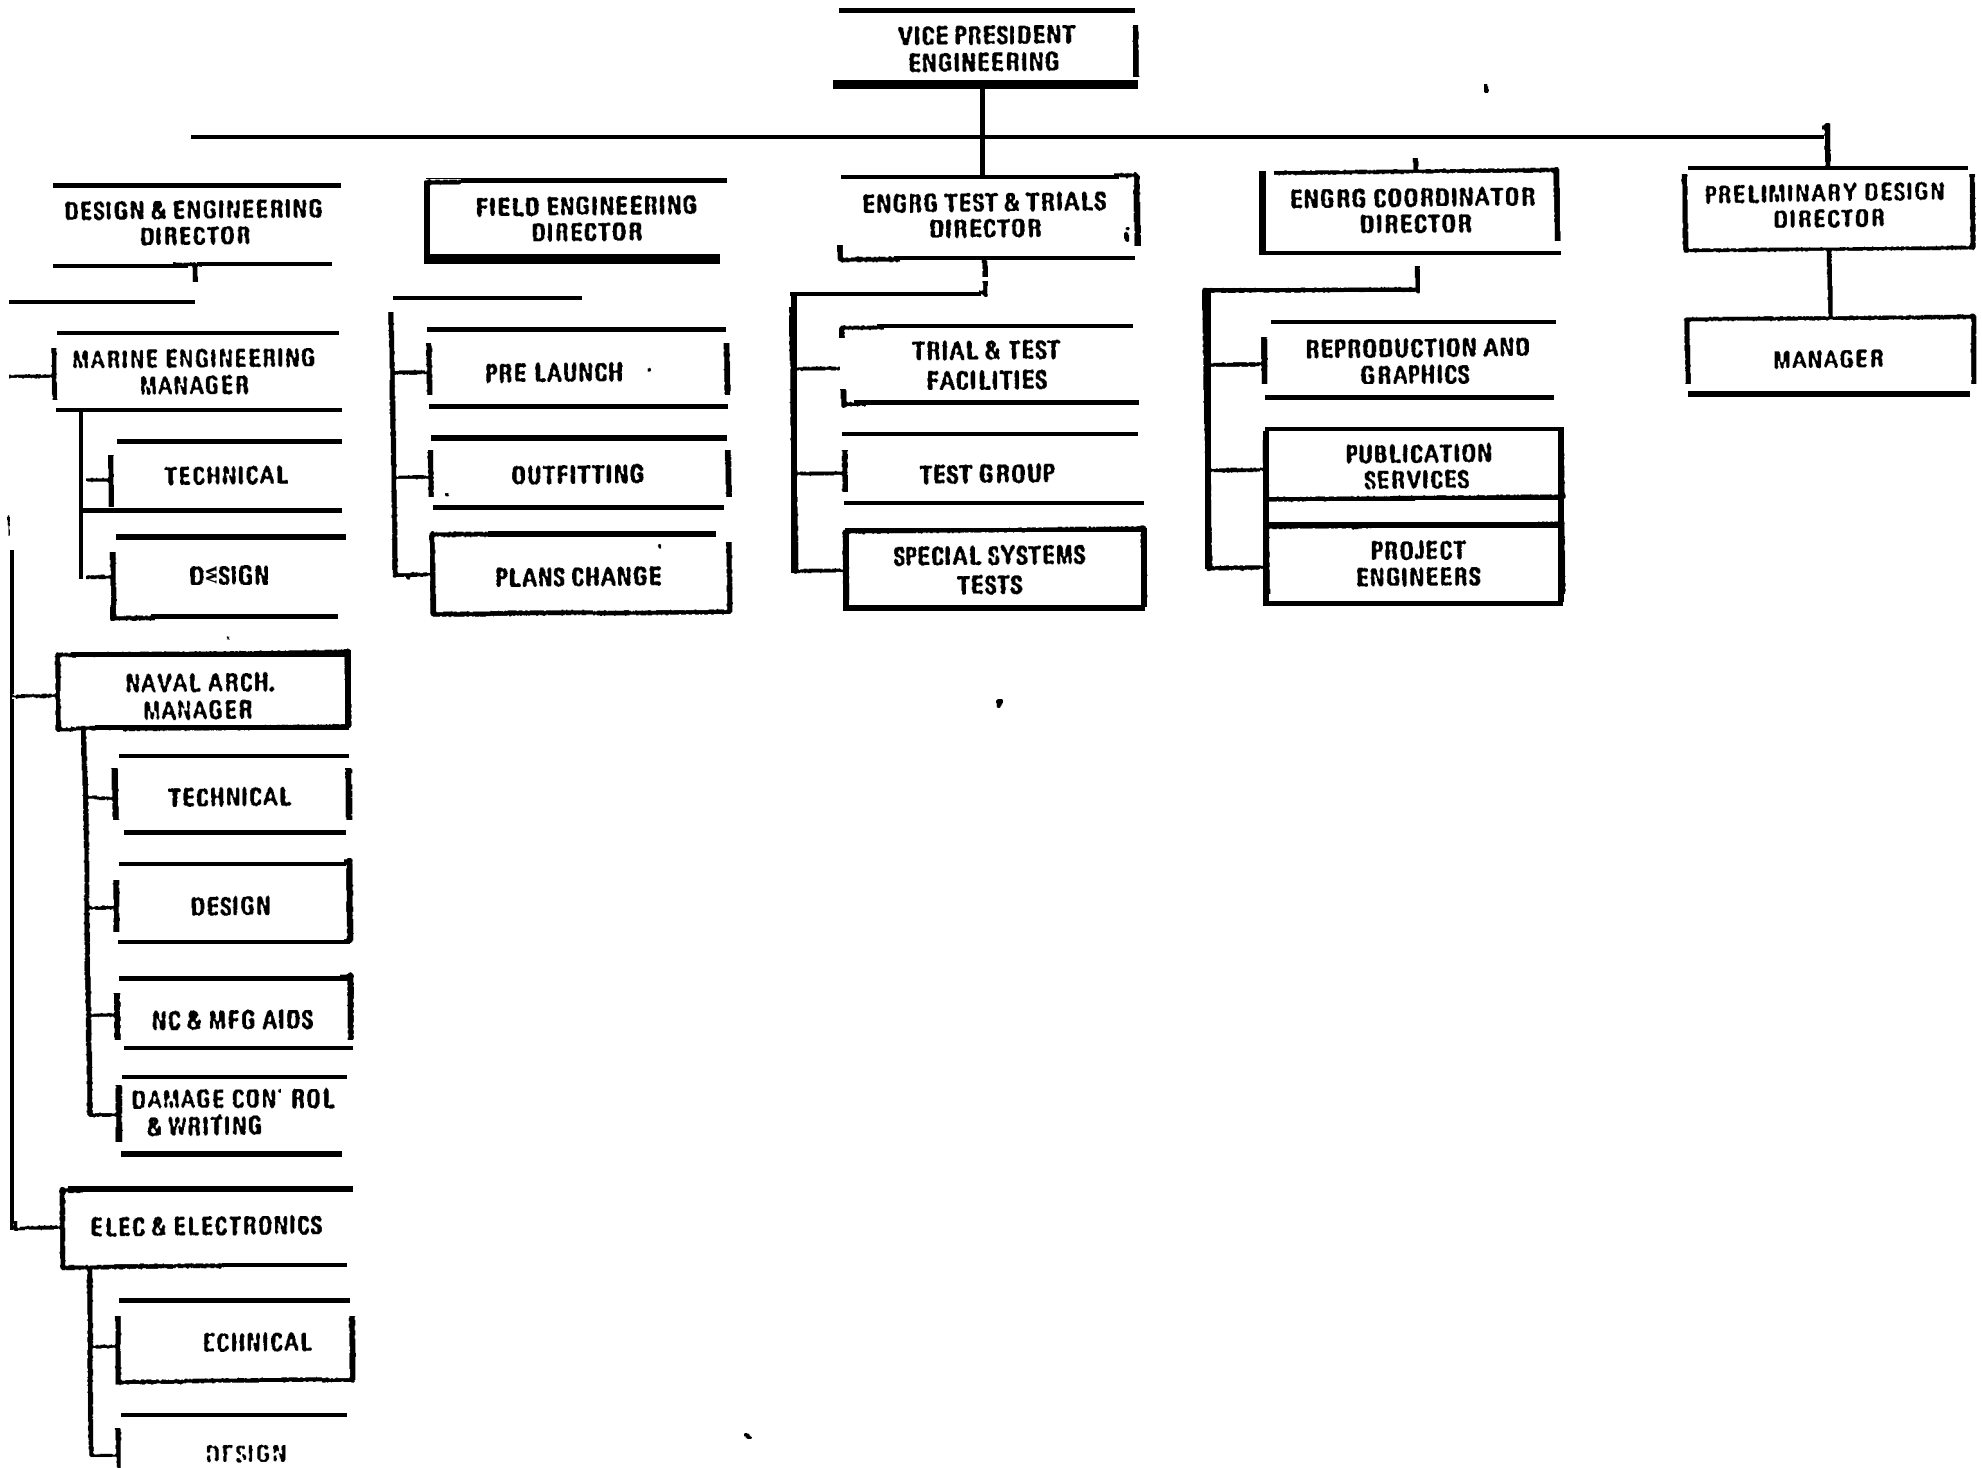 VICE PRESIDENT
ENGINEERING
DESIGN & ENGINEERING
DIRECTOR
MARINE ENGINEERING
MANAGER
TECHNICAL
DESIGN
NAVAL ARCH.
MANAGER
TECHNICAL
DESIGN
NC & MFG AIDS
DAMAGE CONTROL
& WRITING
ELEC & ELECTRONICS
ECHNICAL
DESIGN
FIELD ENGINEERING
DIRECTOR
PRE LAUNCH
OUTFITTING
PLANS CHANGE
ENGRG TEST & TRIALS
DIRECTOR
TRIAL & TEST
FACILITIES
TEST GROUP
SPECIAL SYSTEMS
TESTS
ENGRG COORDINATOR
DIRECTOR
REPRODUCTION AND
GRAPHICS
PUBLICATION
SERVICES
PROJECT
ENGINEERS
PRELIMINARY DESIGN
DIRECTOR
MANAGER